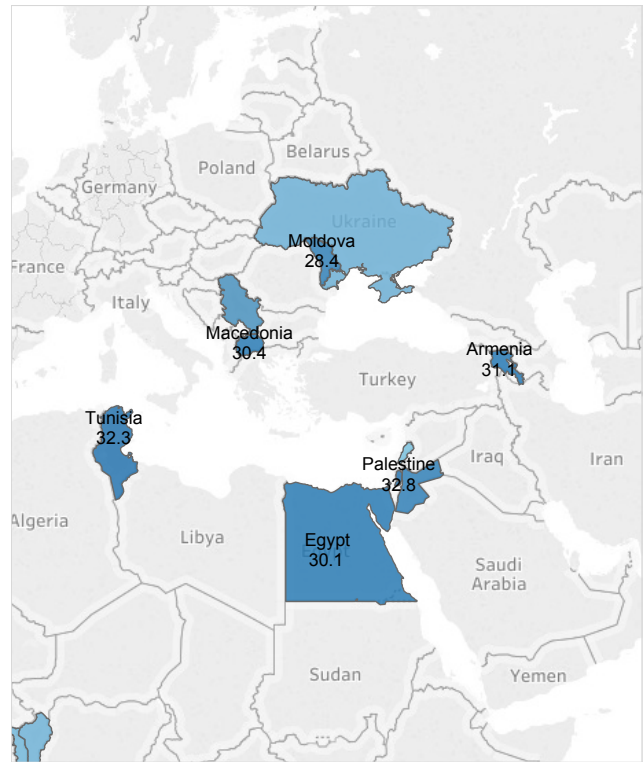 Belarus
Poland
Germany
Ukraine
Moldova
28.4
France
Italy
Macedonia
30.4
Armenia
31.1
Turkey
Tunisia
32.3
Palestine
32.8
Iraq
Iran
Algeria
Libya
Egypt
30.1
Saudi
Arabia
Sudan
Yemen